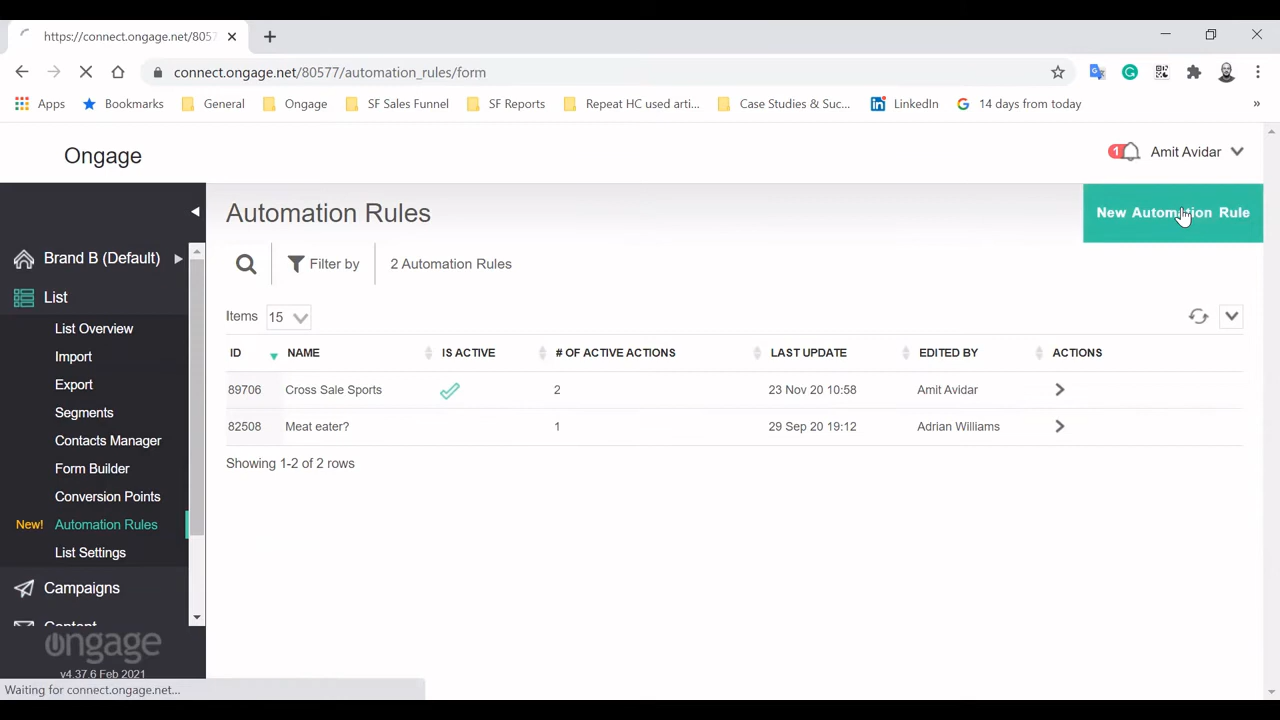 https://connect.ongage.net/8057
connect.ongage.net/80577/automation_rules/form
Apps Bookmarks General Ongage SF Sales Funnel SF Reports Repeat HC used arti... Case Studies & Suc... LinkedIn 14 days from today »
Ongage
1 Amit Avidar
Automation Rules
New Automation Rule
Filter by
2 Automation Rules
Items 15
ID NAME IS ACTIVE # OF ACTIVE ACTIONS LAST UPDATE EDITED BY ACTIONS
89706 Cross Sale Sports 2 23 Nov 20 10:58 Amit Avidar
82508 Meat eater? 1 29 Sep 20 19:12 Adrian Williams
Showing 1-2 of 2 rows
Brand B (Default)
List
List Overview
Import
Export
Segments
Contacts Manager
Form Builder
Conversion Points
New! Automation Rules
List Settings
Campaigns
Content
ongage
v4.37.6 Feb 2021
Waiting for connect.ongage.net...